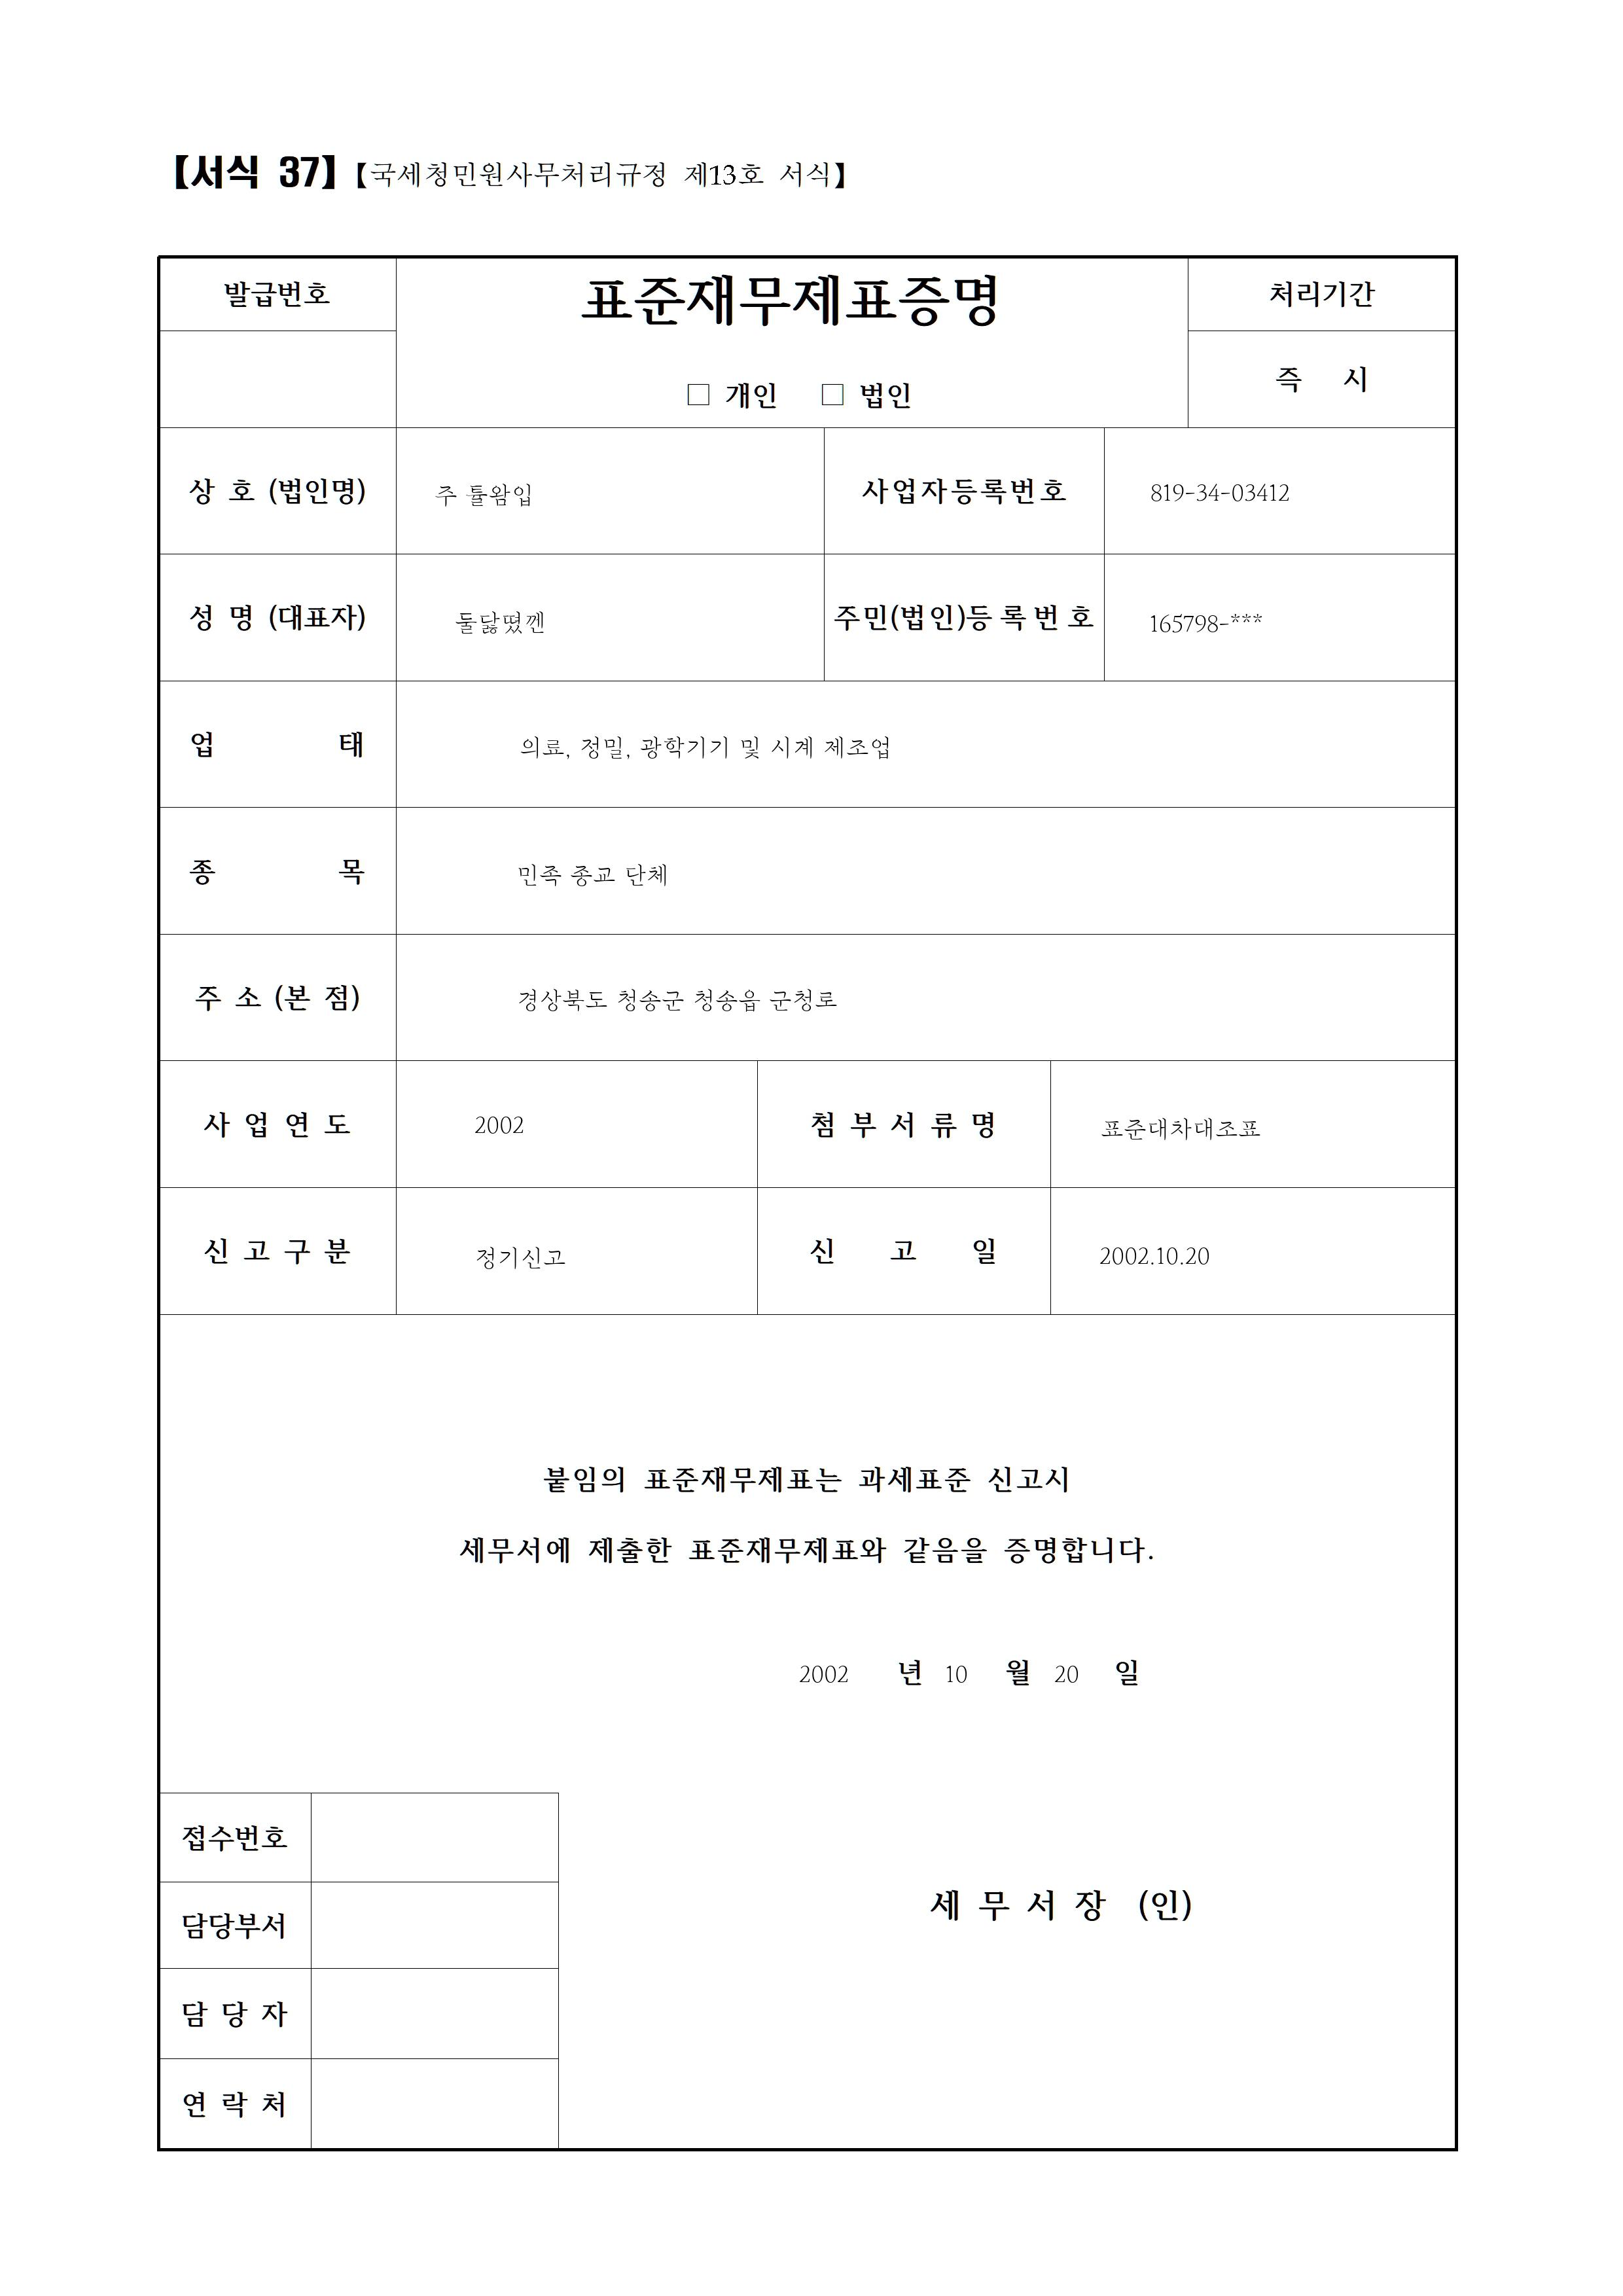 【서식 37】【국세청민원사무처리규정 제13호 서식】
발급번호
표준재무제표증명
처리기간
□ 개인 □ 법인
즉 시
상 호 (법인명) 주 튤왐입 사업자등록번호 819-34-03412
성 명 (대표자) 둘닳떴껜 주민(법인)등록번호 165798-***
업 태 의료, 정밀, 광학기기 및 시계 제조업
종 목 민족 종교 단체
주 소 (본 점) 경상북도 청송군 청송읍 군청로
사 업 연 도 2002 첨 부 서 류 명 표준대차대조표
신 고 구 분 정기신고 신 고 일 2002.10.20
붙임의 표준재무제표는 과세표준 신고시
세무서에 제출한 표준재무제표와 같음을 증명합니다.
2002 년 10 월 20 일
접수번호
담당부서
세 무 서 장 (인)
담 당 자
연 락 처